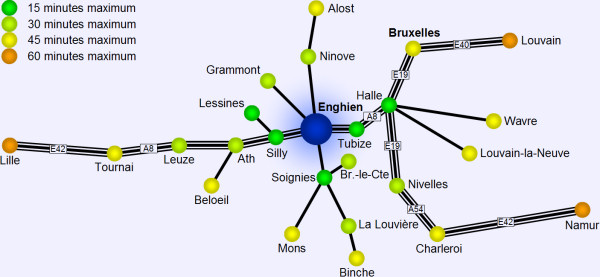 15 minutes maximum
30 minutes maximum
45 minutes maximum
60 minutes maximum
Alost
Bruxelles
Louvain
E40
Ninove
Grammont
E19
Lessines
Enghien
Halle
A8
Wavre
Lille
E42
A8
Tournai
Leuze
Ath
Silly
Tubize
E19
Louvain-la-Neuve
Soignies
Br.-le-Cte
Beloeil
Nivelles
A54
La Louvière
E42
Namur
Mons
Charleroi
Binche